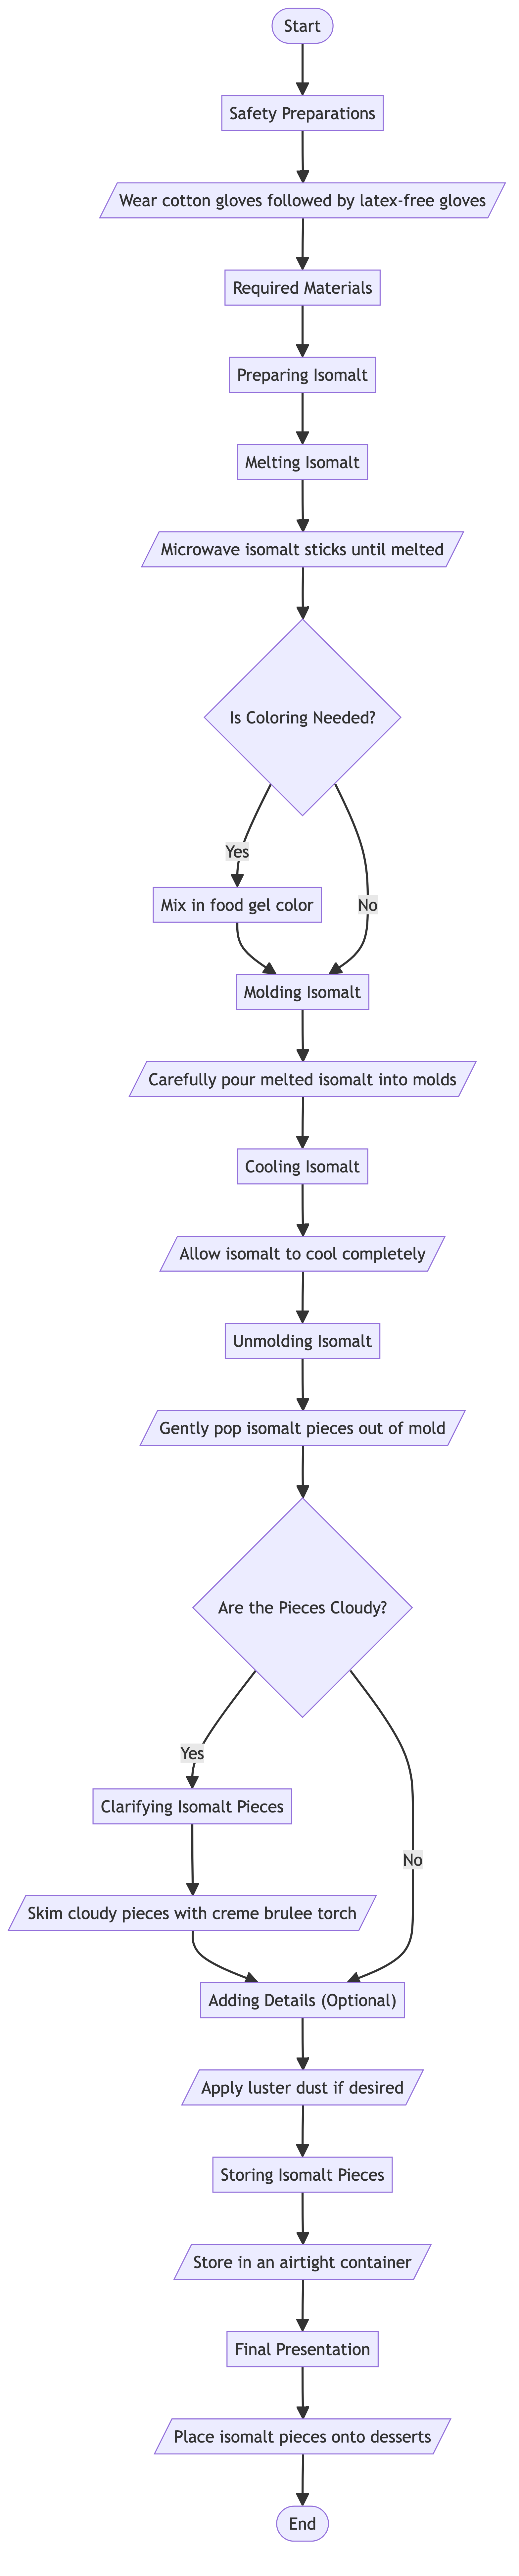 Start
Safety Preparations
Wear cotton gloves followed by latex-free gloves
Required Materials
Preparing Isomalt
Melting Isomalt
Microwave isomalt sticks until melted
Is Coloring Needed?
Yes
Mix in food gel color
No
Molding Isomalt
Carefully pour melted isomalt into molds
Cooling Isomalt
Allow isomalt to cool completely
Unmolding Isomalt
Gently pop isomalt pieces out of mold
Are the Pieces Cloudy?
Yes
Clarifying Isomalt Pieces
No
Skim cloudy pieces with creme brulee torch
Adding Details (Optional)
Apply luster dust if desired
Storing Isomalt Pieces
Store in an airtight container
Final Presentation
Place isomalt pieces onto desserts
End